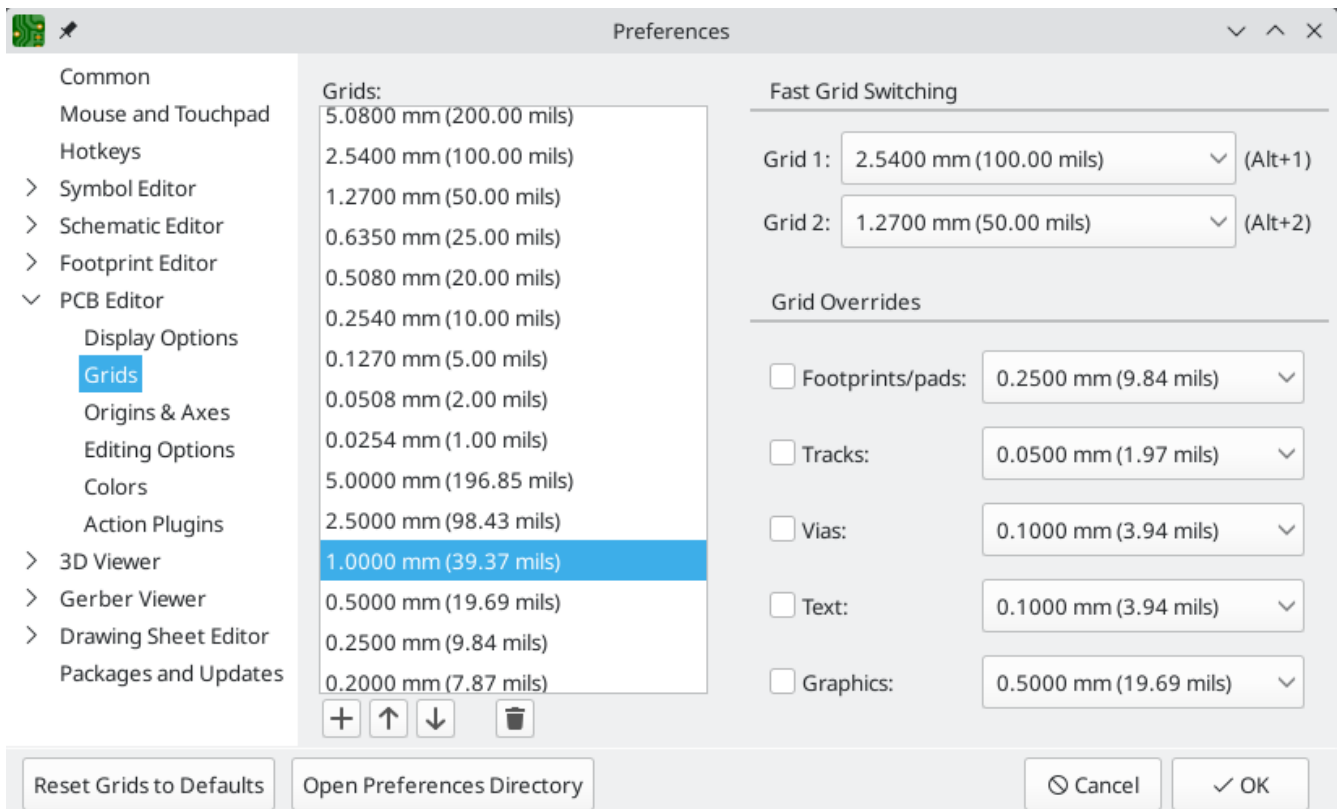 Preferences
Common
Mouse and Touchpad
Hotkeys
Symbol Editor
Schematic Editor
Footprint Editor
PCB Editor
Display Options
Grids
Origins & Axes
Editing Options
Colors
Action Plugins
3D Viewer
Gerber Viewer
Drawing Sheet Editor
Packages and Updates
Grids:
5.0800 mm (200.00 mils)
2.5400 mm (100.00 mils)
1.2700 mm (50.00 mils)
0.6350 mm (25.00 mils)
0.5080 mm (20.00 mils)
0.2540 mm (10.00 mils)
0.1270 mm (5.00 mils)
0.0508 mm (2.00 mils)
0.0254 mm (1.00 mils)
5.0000 mm (196.85 mils)
2.5000 mm (98.43 mils)
1.0000 mm (39.37 mils)
0.5000 mm (19.69 mils)
0.2500 mm (9.84 mils)
0.2000 mm (7.87 mils)
Fast Grid Switching
Grid 1: 2.5400 mm (100.00 mils) (Alt+1)
Grid 2: 1.2700 mm (50.00 mils) (Alt+2)
Grid Overrides
Footprints/pads: 0.2500 mm (9.84 mils)
Tracks: 0.0500 mm (1.97 mils)
Vias: 0.1000 mm (3.94 mils)
Text: 0.1000 mm (3.94 mils)
Graphics: 0.5000 mm (19.69 mils)
Reset Grids to Defaults
Open Preferences Directory
Cancel
OK